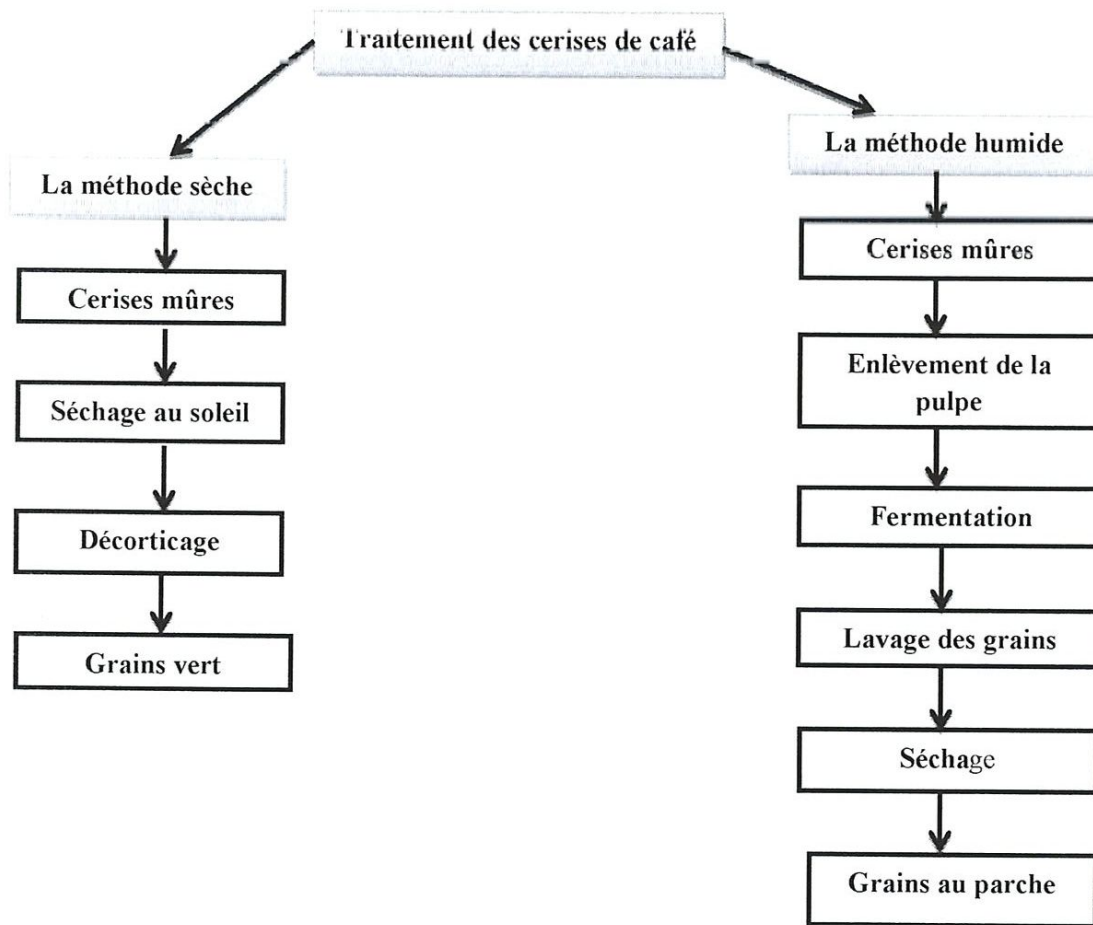 Traitement des cerises de café
La méthode sèche
Cerises mûres
Séchage au soleil
Décorticage
Grains vert
La méthode humide
Cerises mûres
Enlèvement de la
pulpe
Fermentation
Lavage des grains
Séchage
Grains au parche